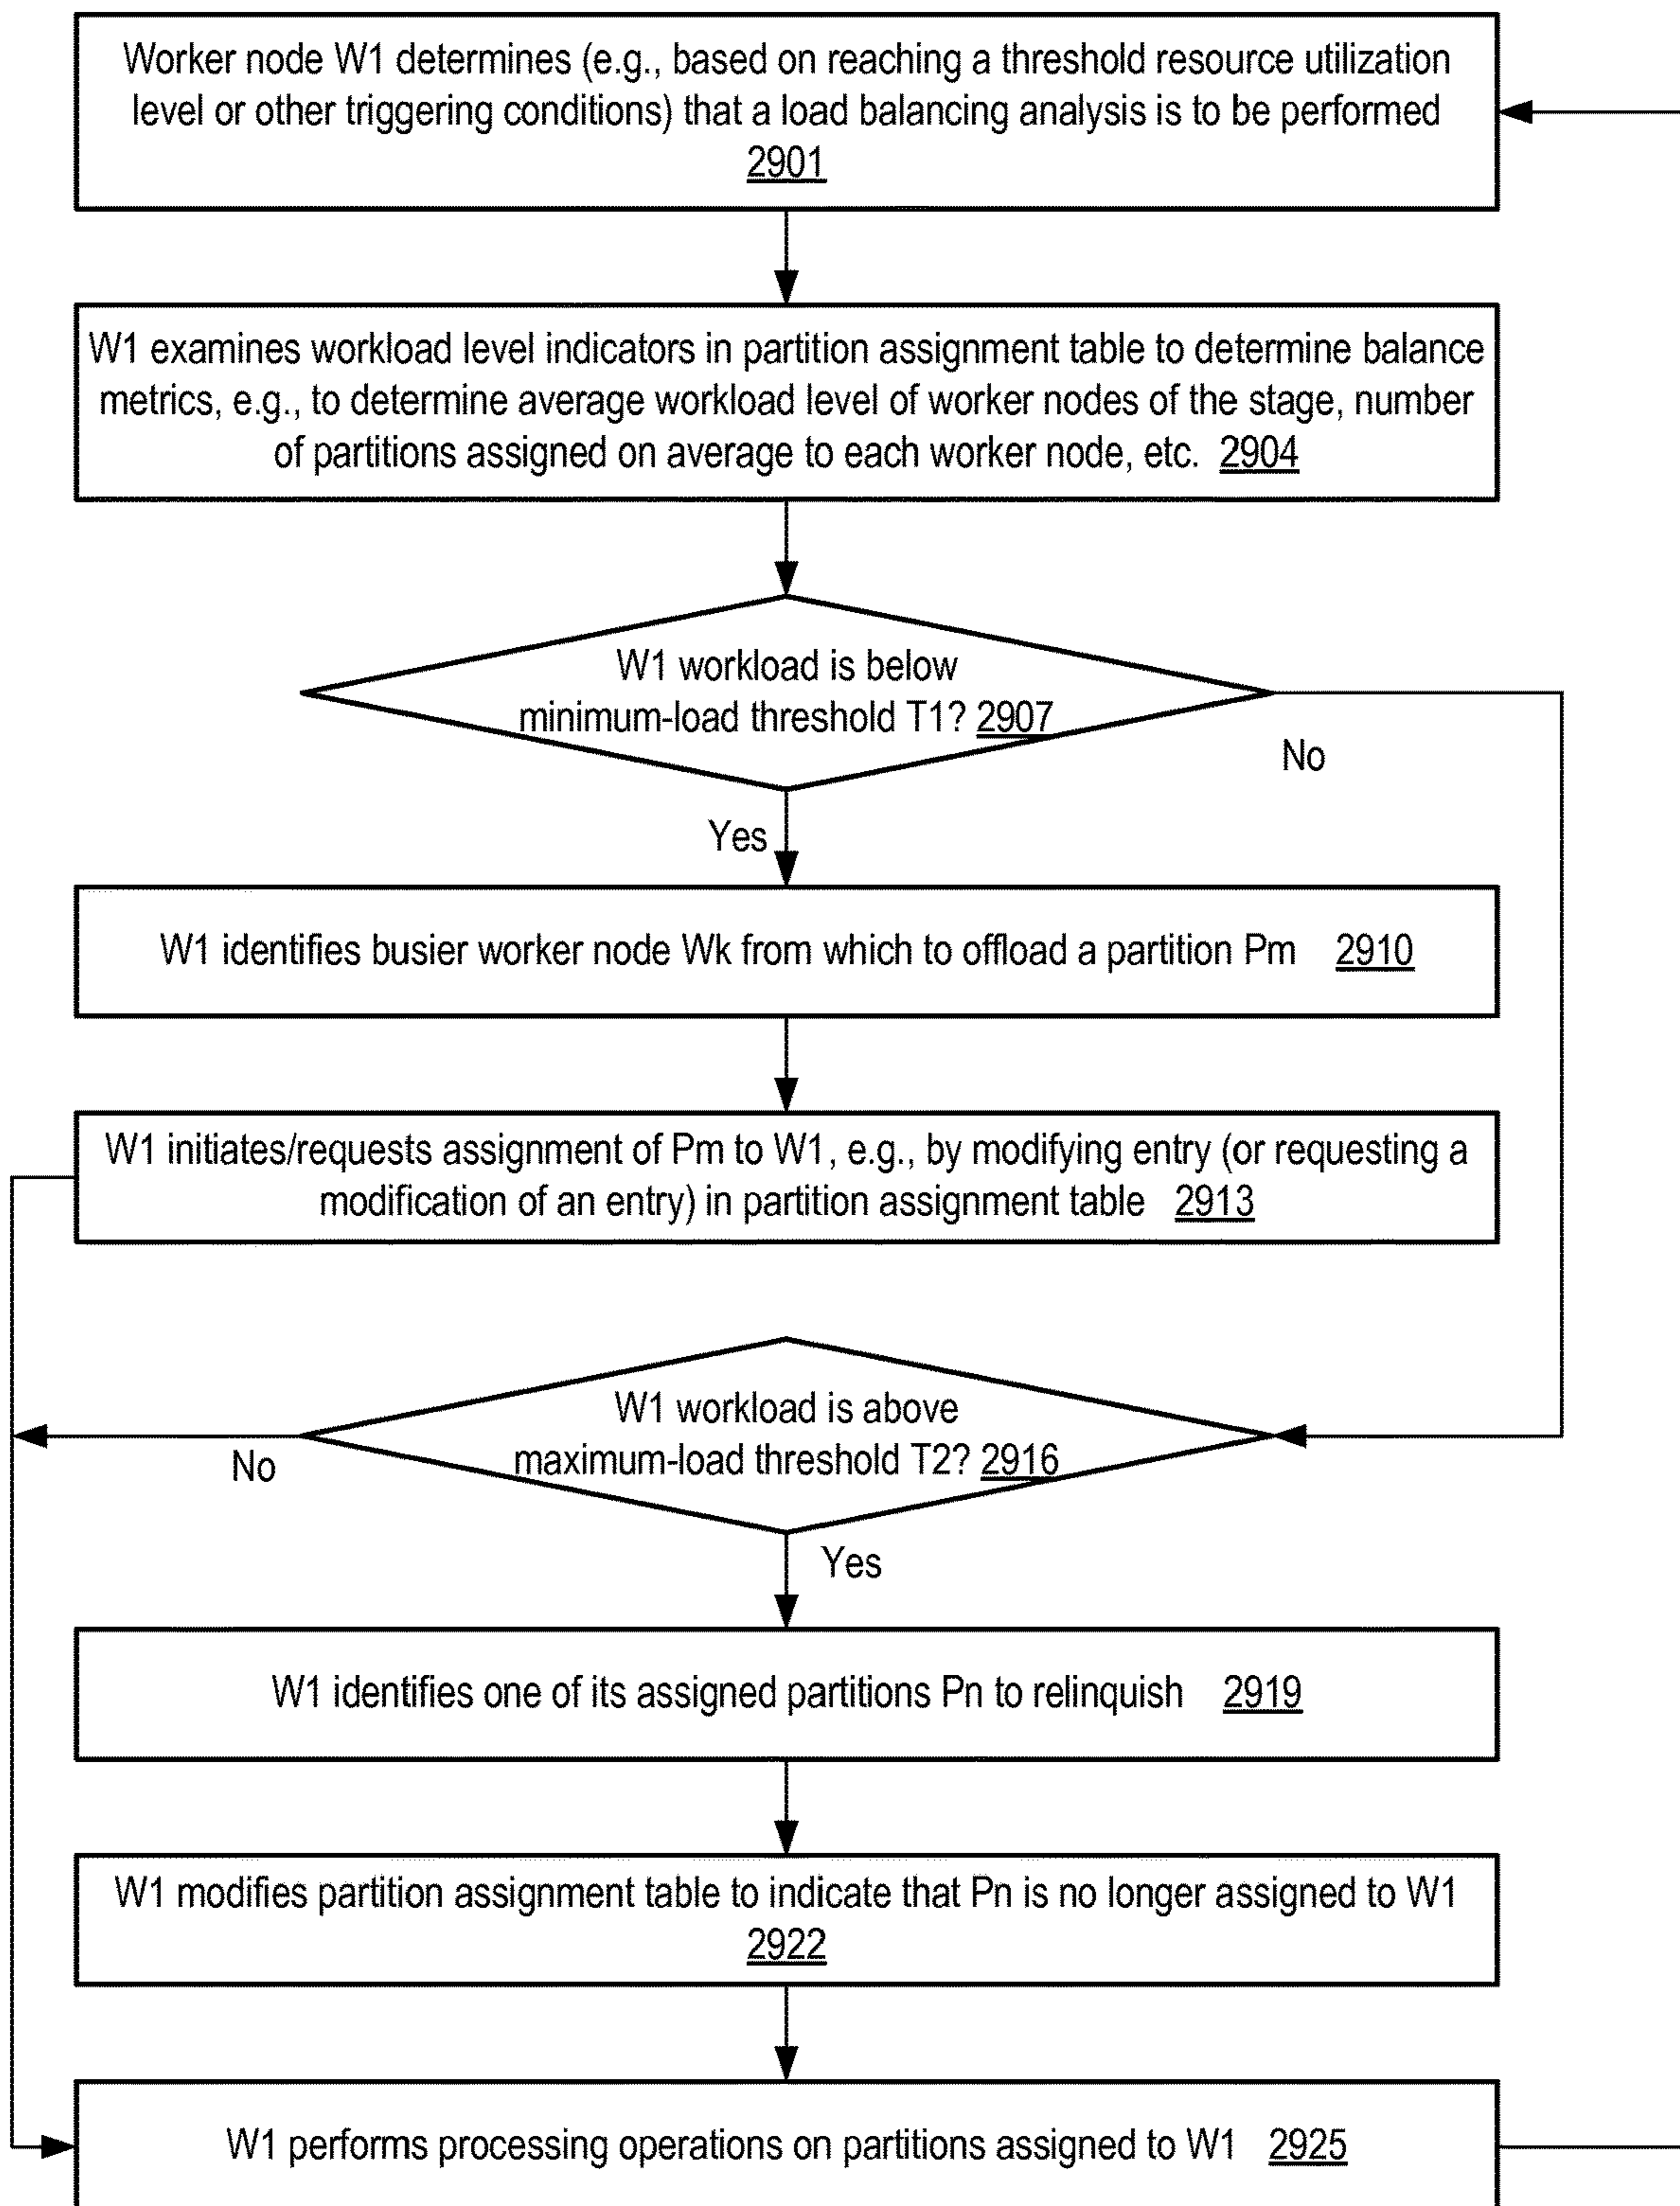 Worker node W1 determines (e.g., based on reaching a threshold resource utilization
level or other triggering conditions) that a load balancing analysis is to be performed
2901
W1 examines workload level indicators in partition assignment table to determine balance
metrics, e.g., to determine average workload level of worker nodes of the stage, number
of partitions assigned on average to each worker node, etc. 2904
W1 workload is below
minimum-load threshold T1? 2907
No
Yes
W1 identifies busier worker node Wk from which to offload a partition Pm 2910
W1 initiates/requests assignment of Pm to W1, e.g., by modifying entry (or requesting a
modification of an entry) in partition assignment table 2913
W1 workload is above
maximum-load threshold T2? 2916
No
Yes
W1 identifies one of its assigned partitions Pn to relinquish 2919
W1 modifies partition assignment table to indicate that Pn is no longer assigned to W1
2922
W1 performs processing operations on partitions assigned to W1 2925